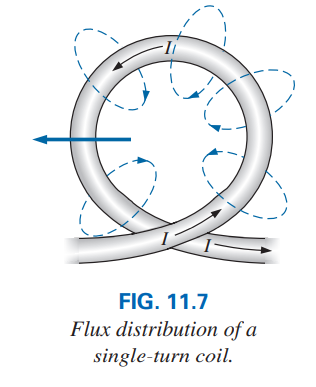 I
I
I
FIG. 11.7
Flux distribution of a
single-turn coil.